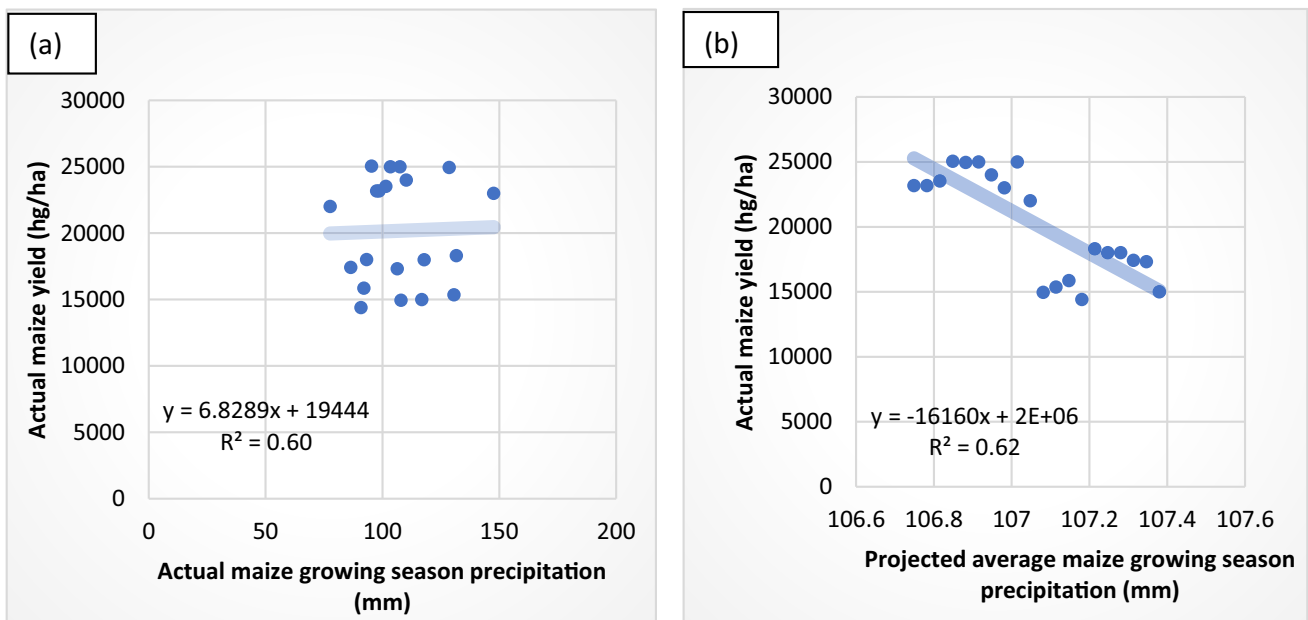 (a)
30000
25000
20000
15000
10000
5000
0
Actual maize yield (hg/ha)
y = 6.8289x + 19444
R² = 0.60
0 50 100 150 200
Actual maize growing season precipitation
(mm)
(b)
30000
25000
20000
15000
10000
5000
0
Actual maize yield (hg/ha)
y = -16160x + 2E+06
R² = 0.62
106.6 106.8 107 107.2 107.4 107.6
Projected average maize growing season
precipitation (mm)